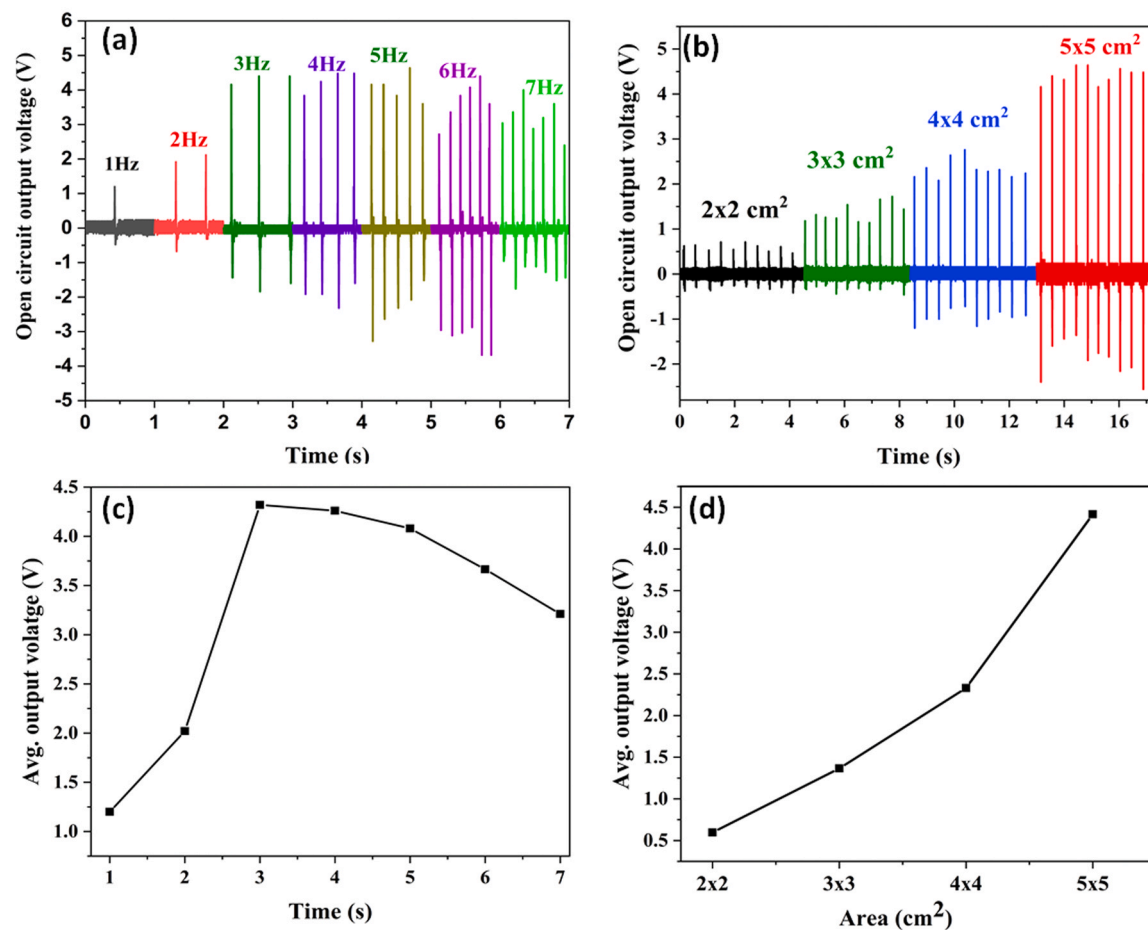 (a)
Open circuit output voltage (V)
6
5
4
3
2
1
0
-1
-2
-3
-4
-5
1Hz
2Hz
3Hz
4Hz
5Hz
6Hz
7Hz
0 1 2 3 4 5 6 7
Time (s)
(b)
Open circuit output voltage (V)
5
4
3
2
1
0
-1
-2
2x2 cm²
3x3 cm²
4x4 cm²
5x5 cm²
0 2 4 6 8 10 12 14 16
Time (s)
(c)
Avg. output volatge (V)
4.5
4.0
3.5
3.0
2.5
2.0
1.5
1.0
1 2 3 4 5 6 7
Time (s)
(d)
Avg. output voltage (V)
4.5
4.0
3.5
3.0
2.5
2.0
1.5
1.0
0.5
2x2 3x3 4x4 5x5
Area (cm²)